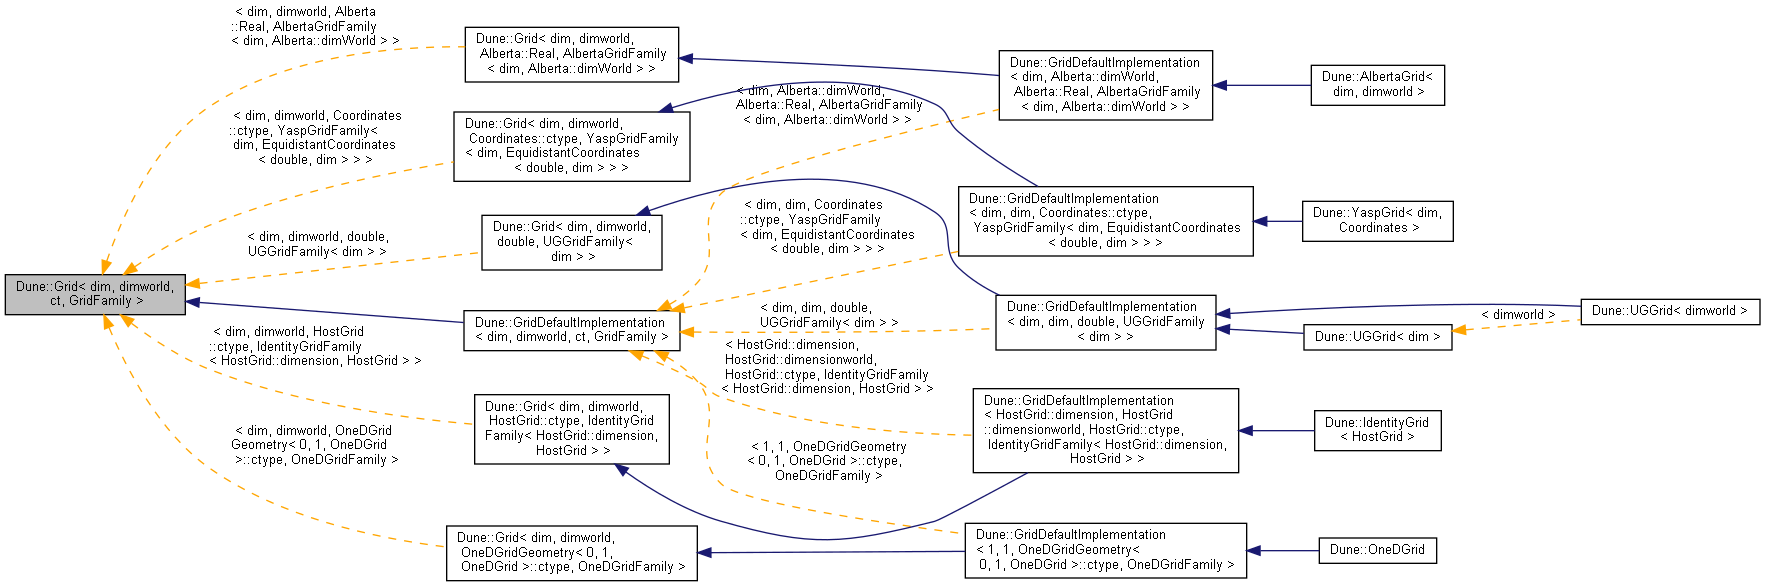 < dim, dimworld, Alberta
::Real, AlbertaGridFamily
< dim, Alberta::dimWorld > >
Dune::Grid< dim, dimworld,
Alberta::Real, AlbertaGridFamily
< dim, Alberta::dimWorld > >
Dune::GridDefaultImplementation
< dim, Alberta::dimWorld,
Alberta::Real, AlbertaGridFamily
< dim, Alberta::dimWorld > >
Dune::AlbertaGrid<
dim, dimworld >
< dim, Alberta::dimWorld,
Alberta::Real, AlbertaGridFamily
< dim, Alberta::dimWorld > >
< dim, dimworld, Coordinates
::ctype, YaspGridFamily<
dim, EquidistantCoordinates
< double, dim > > >
Dune::Grid< dim, dimworld,
Coordinates::ctype, YaspGridFamily
< dim, EquidistantCoordinates
< double, dim > > >
Dune::GridDefaultImplementation
< dim, dim, Coordinates::ctype,
YaspGridFamily< dim, EquidistantCoordinates
< double, dim > > >
Dune::YaspGrid< dim,
Coordinates >
< dim, dim, Coordinates
::ctype, YaspGridFamily
< dim, EquidistantCoordinates
< double, dim > > >
< dim, dimworld, double,
UGGridFamily< dim > >
Dune::Grid< dim, dimworld,
double, UGGridFamily<
dim > >
Dune::Grid< dim, dimworld,
ct, GridFamily >
Dune::GridDefaultImplementation
< dim, dimworld, ct, GridFamily >
< dim, dim, double,
UGGridFamily< dim > >
Dune::GridDefaultImplementation
< dim, dim, double, UGGridFamily
< dim > >
Dune::UGGrid< dim >
< dimworld >
Dune::UGGrid< dimworld >
< dim, dimworld, HostGrid
::ctype, IdentityGridFamily
< HostGrid::dimension, HostGrid > >
< HostGrid::dimension,
HostGrid::dimensionworld,
HostGrid::ctype, IdentityGridFamily
< HostGrid::dimension, HostGrid > >
Dune::Grid< dim, dimworld,
HostGrid::ctype, IdentityGrid
Family< HostGrid::dimension,
HostGrid > >
Dune::GridDefaultImplementation
< HostGrid::dimension, HostGrid
::dimensionworld, HostGrid::ctype,
IdentityGridFamily< HostGrid::dimension,
HostGrid > >
Dune::IdentityGrid
< HostGrid >
< dim, dimworld, OneDGrid
Geometry< 0, 1, OneDGrid
>::ctype, OneDGridFamily >
< 1, 1, OneDGridGeometry
< 0, 1, OneDGrid >::ctype,
OneDGridFamily >
Dune::Grid< dim, dimworld,
OneDGridGeometry< 0, 1,
OneDGrid >::ctype, OneDGridFamily >
Dune::GridDefaultImplementation
< 1, 1, OneDGridGeometry<
0, 1, OneDGrid >::ctype, OneDGridFamily >
Dune::OneDGrid